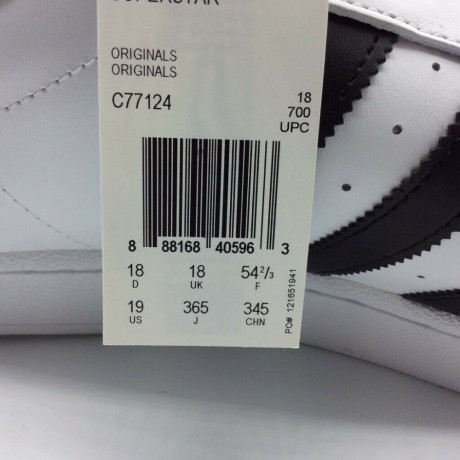 SUPERSTAR
ORIGINALS
ORIGINALS
C77124
18
700
UPC
8 88168 40596 3
18 18 54²/₃
D UK F
19 365 345
US J CHN
PO# 121651941